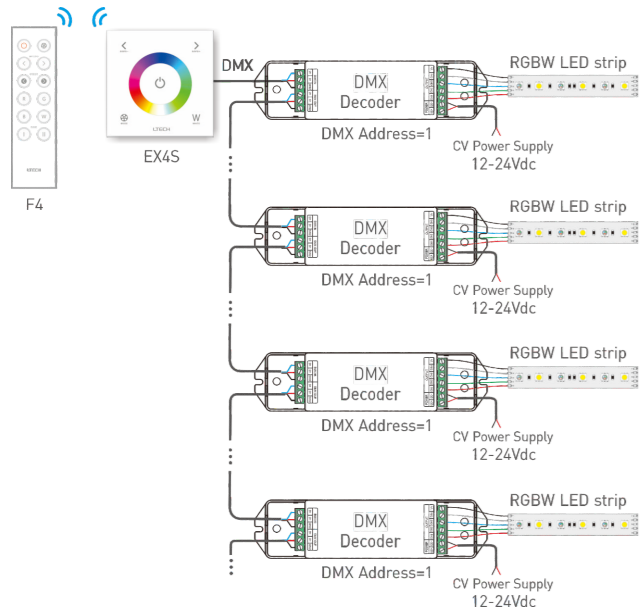 F4
LTECH
W
EX4S
DMX
DMX
Decoder
DMX Address=1
RGBW LED strip
CV Power Supply
12-24Vdc
DMX
Decoder
DMX Address=1
RGBW LED strip
CV Power Supply
12-24Vdc
DMX
Decoder
DMX Address=1
RGBW LED strip
CV Power Supply
12-24Vdc
DMX
Decoder
DMX Address=1
RGBW LED strip
CV Power Supply
12-24Vdc